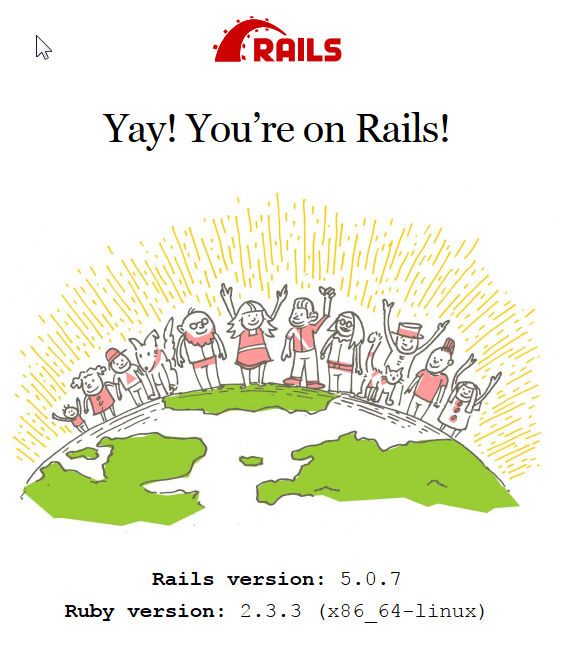 RAILS
Yay! You’re on Rails!
Rails version: 5.0.7
Ruby version: 2.3.3 (x86_64-linux)